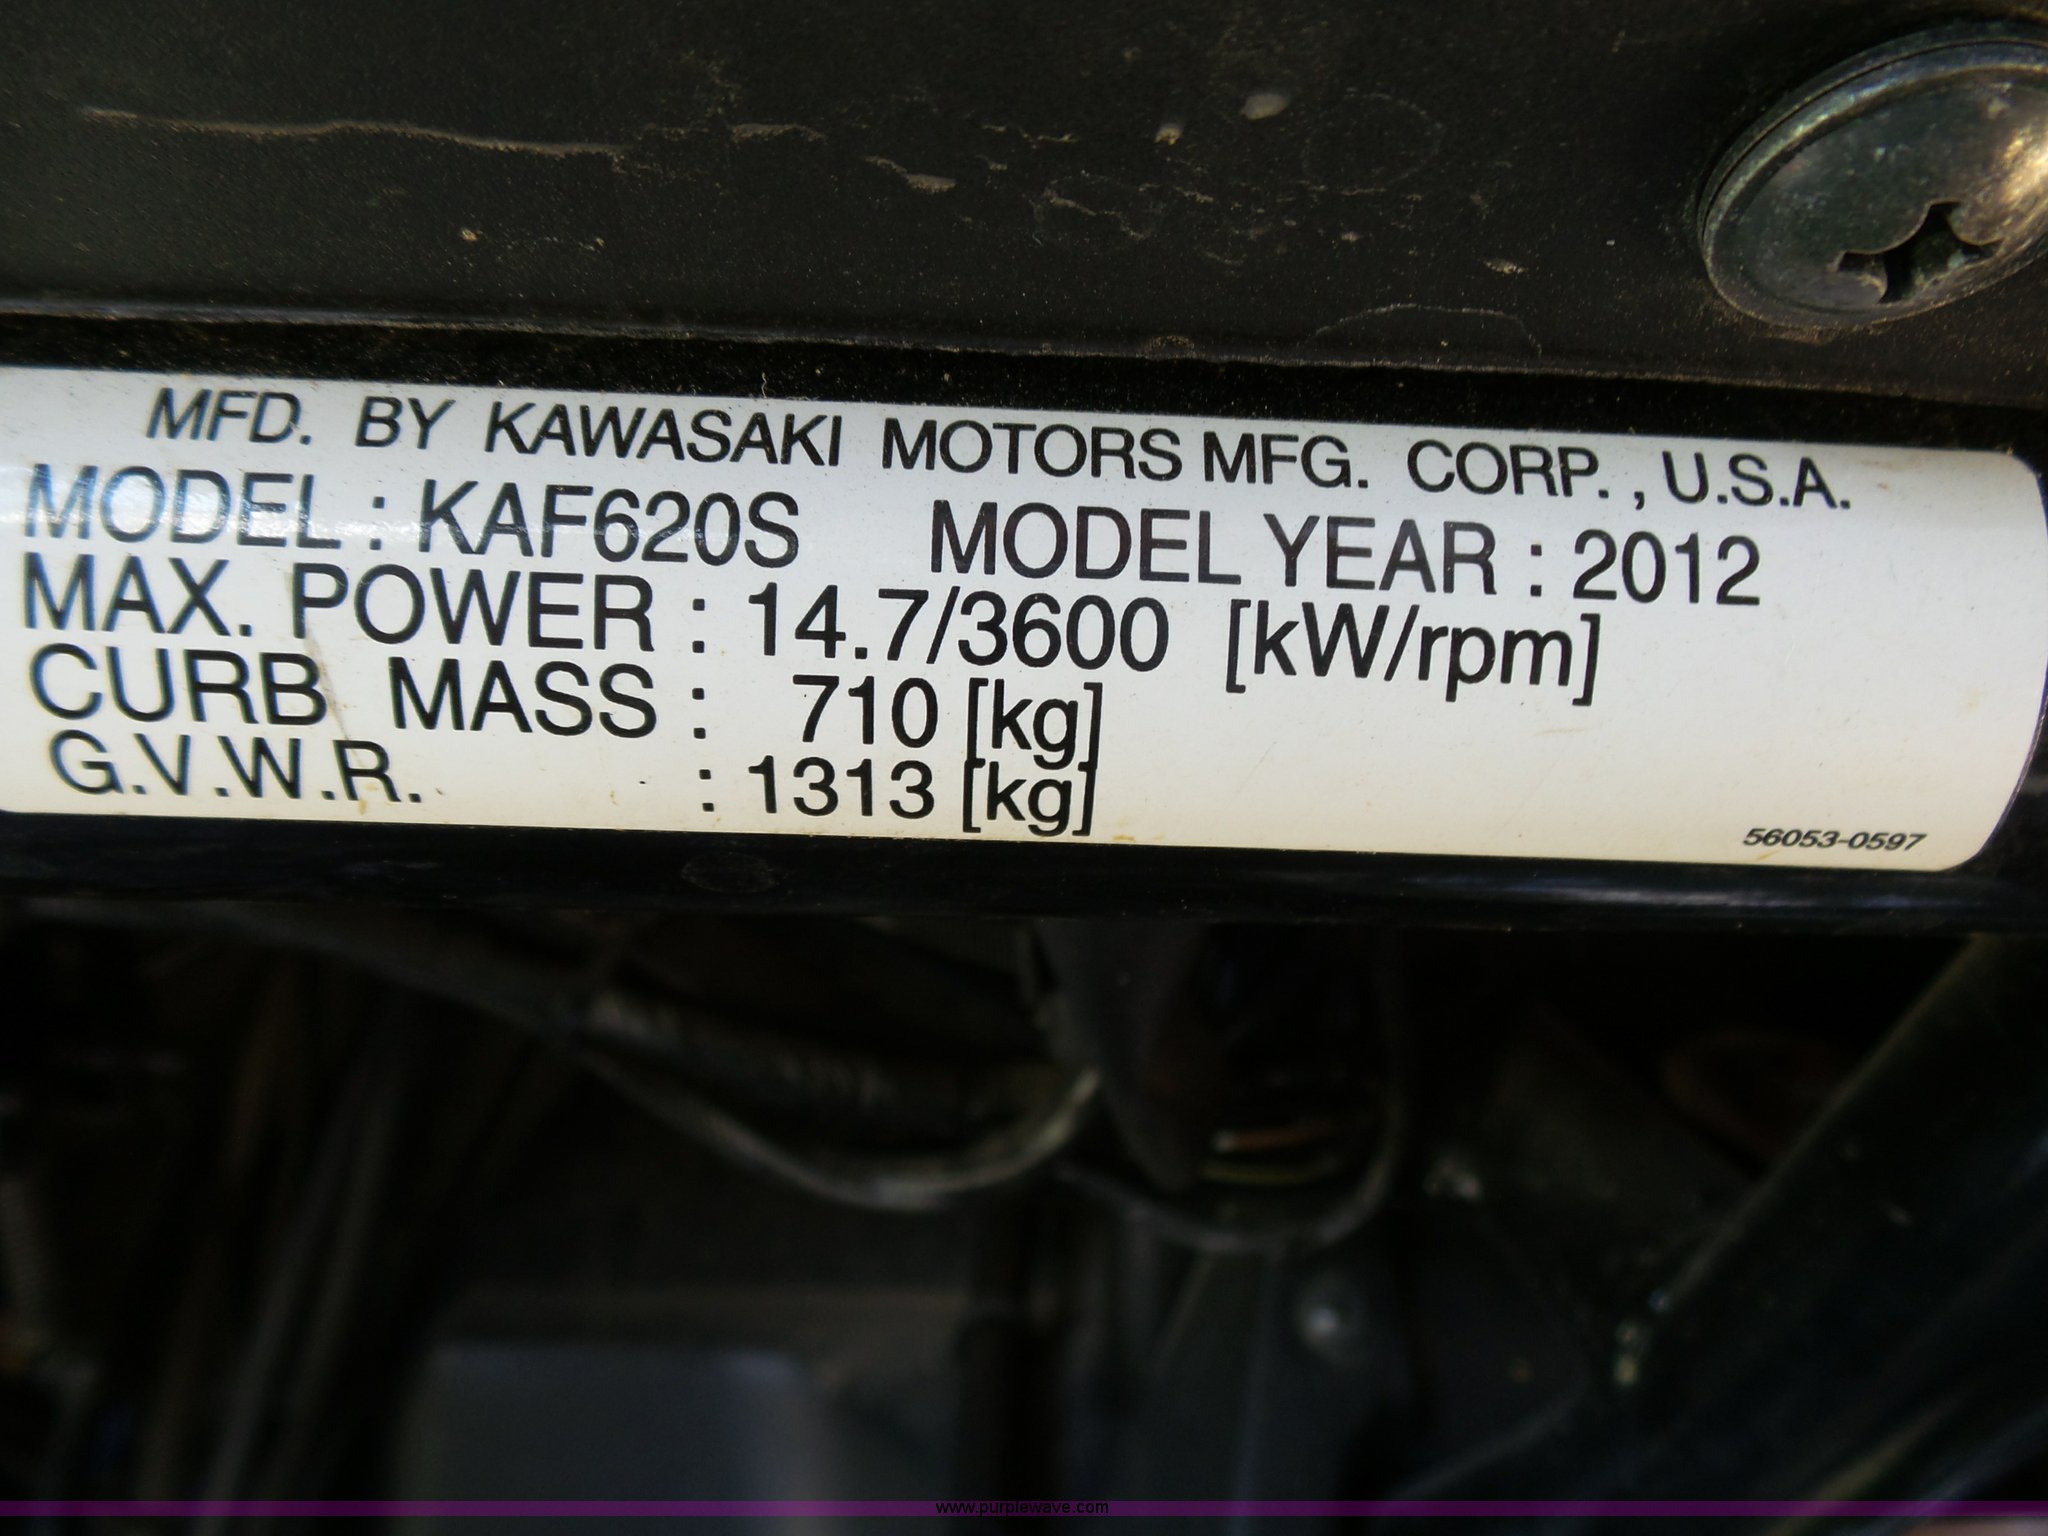 MFD. BY KAWASAKI MOTORS MFG. CORP., U.S.A.
MODEL : KAF620S MODEL YEAR : 2012
MAX. POWER : 14.7/3600 [kW/rpm]
CURB MASS : 710 [kg]
G.V.W.R. : 1313 [kg]
56053-0597
www.purplewave.com